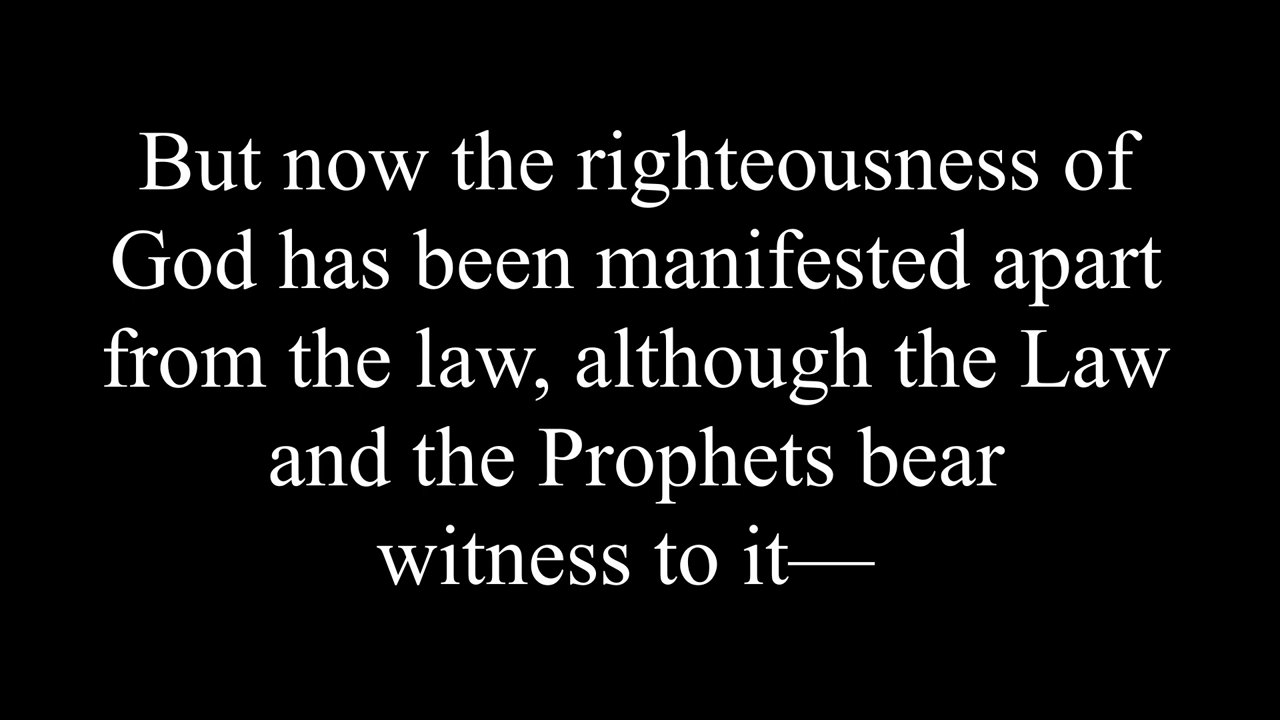 But now the righteousness of
God has been manifested apart
from the law, although the Law
and the Prophets bear
witness to it—